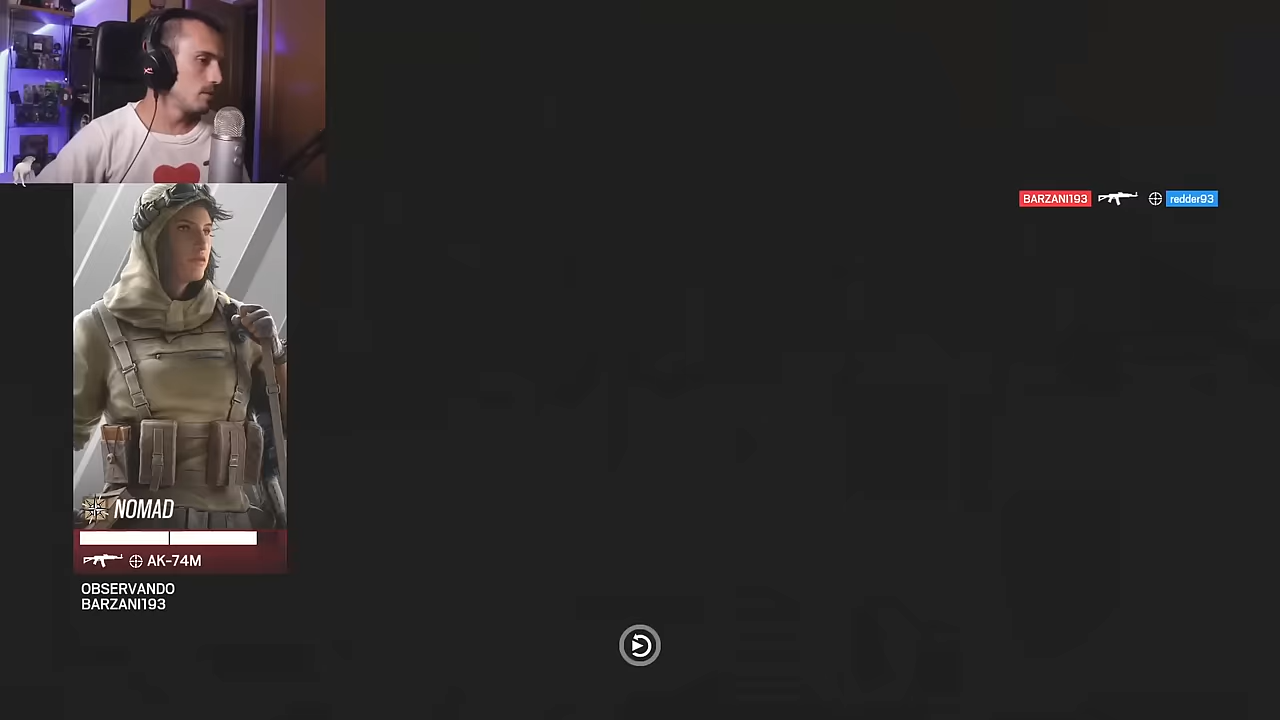 BARZANI193 redder93
NOMAD
AK-74M
OBSERVANDO
BARZANI193